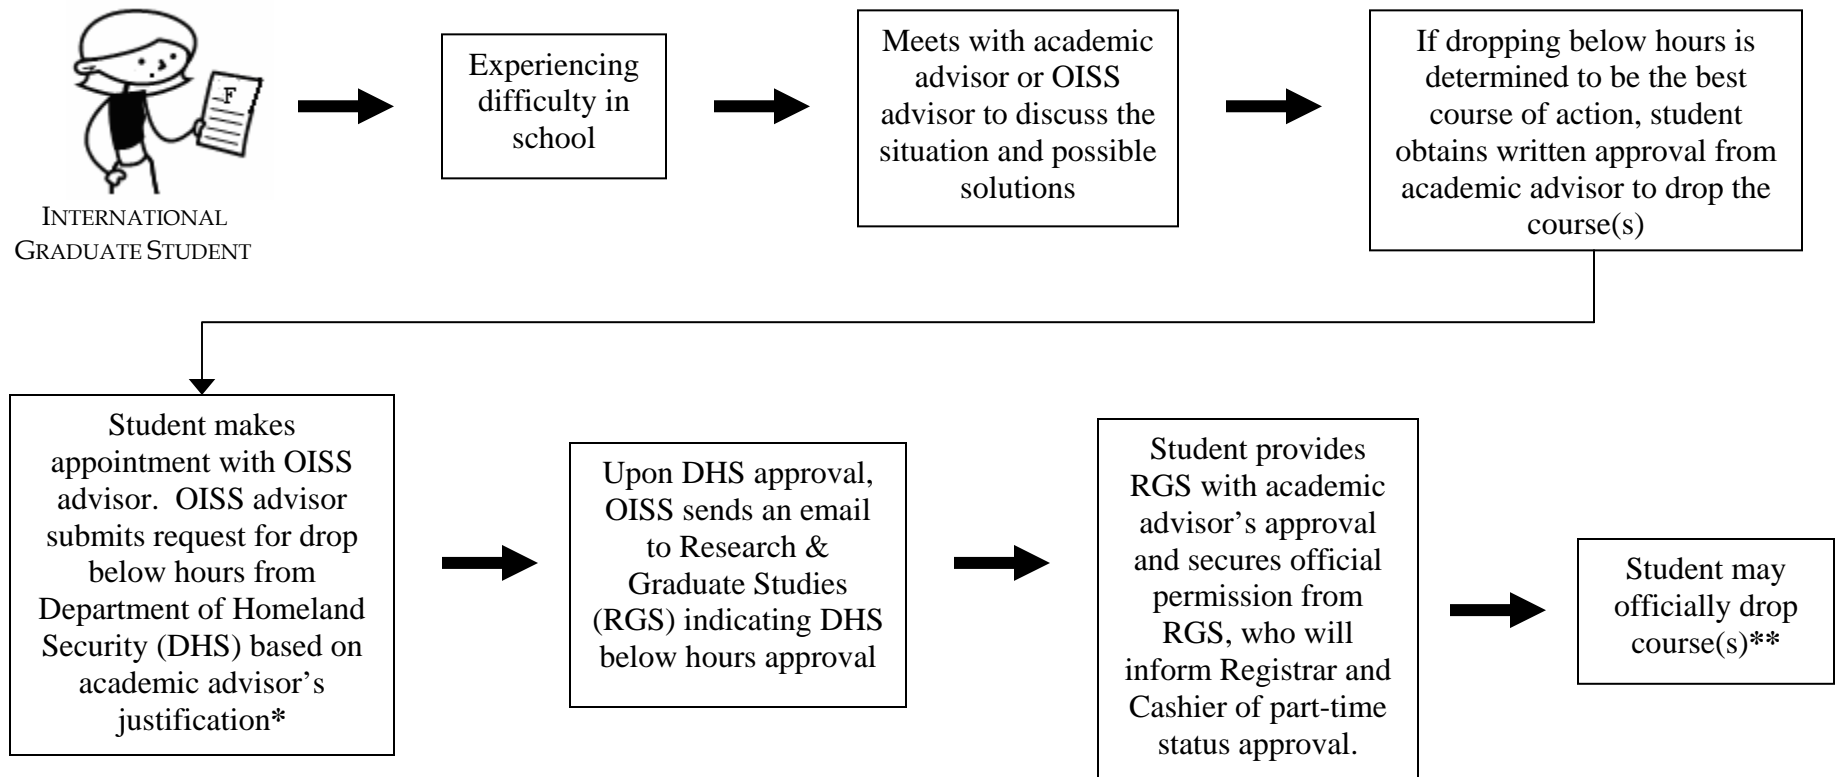 F
INTERNATIONAL
GRADUATE STUDENT
Experiencing
difficulty in
school
Meets with academic
advisor or OISS
advisor to discuss the
situation and possible
solutions
If dropping below hours is
determined to be the best
course of action, student
obtains written approval from
academic advisor to drop the
course(s)
Student makes
appointment with OISS
advisor.  OISS advisor
submits request for drop
below hours from
Department of Homeland
Security (DHS) based on
academic advisor’s
justification*
Upon DHS approval,
OISS sends an email
to Research &
Graduate Studies
(RGS) indicating DHS
below hours approval
Student provides
RGS with academic
advisor’s approval
and secures official
permission from
RGS, who will
inform Registrar and
Cashier of part-time
status approval.
Student may
officially drop
course(s)**